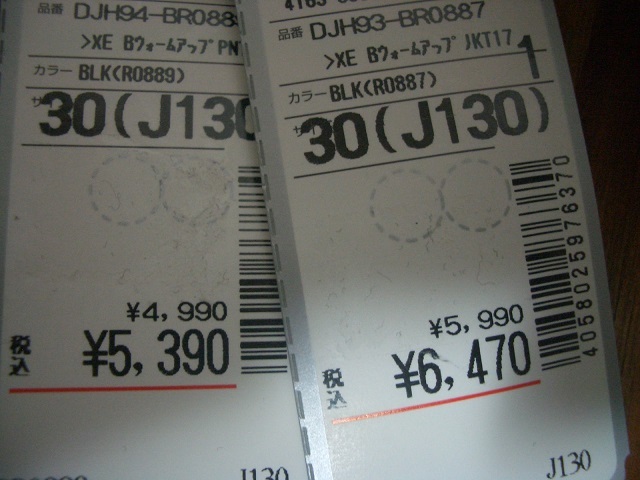 品番 DJH94-BR088
>XE Bウォームアップ PN
カラー BLK(R0889)
サ 30(J130
¥4,990
税込 ¥5,390
J130
品番 DJH93-BR0887
>XE Bウォームアップ JKT17
1
カラー BLK(R0887)
サ 30(J130)
¥5,990
税込 ¥6,470
4058025976370
J130